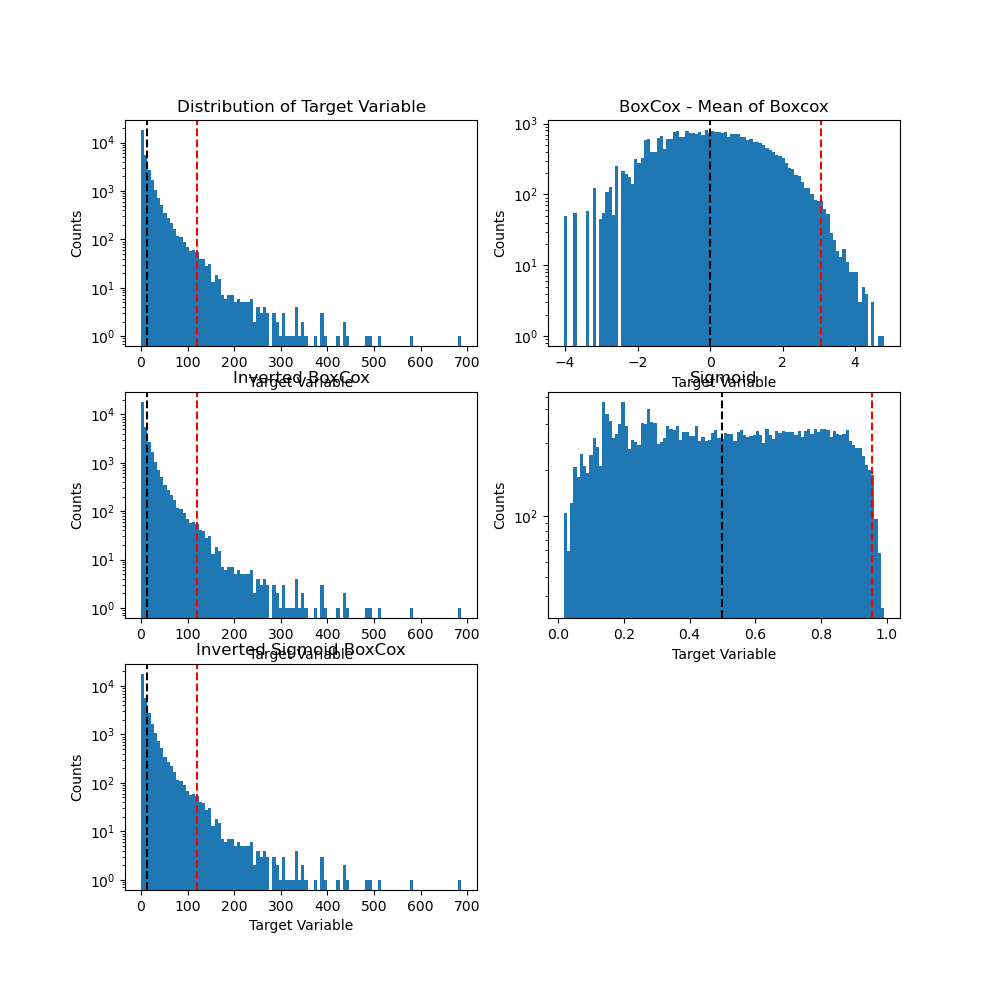 Distribution of Target Variable
10⁴
10³
10²
10¹
10⁰
Counts
0 100 200 300 400 500 600 700
Target Variable
BoxCox - Mean of Boxcox
10³
10²
10¹
10⁰
Counts
−4 −2 0 2 4
Target Variable
Inverted BoxCox
10⁴
10³
10²
10¹
10⁰
Counts
0 100 200 300 400 500 600 700
Target Variable
Sigmoid
10²
Counts
0.0 0.2 0.4 0.6 0.8 1.0
Target Variable
Inverted Sigmoid BoxCox
10⁴
10³
10²
10¹
10⁰
Counts
0 100 200 300 400 500 600 700
Target Variable